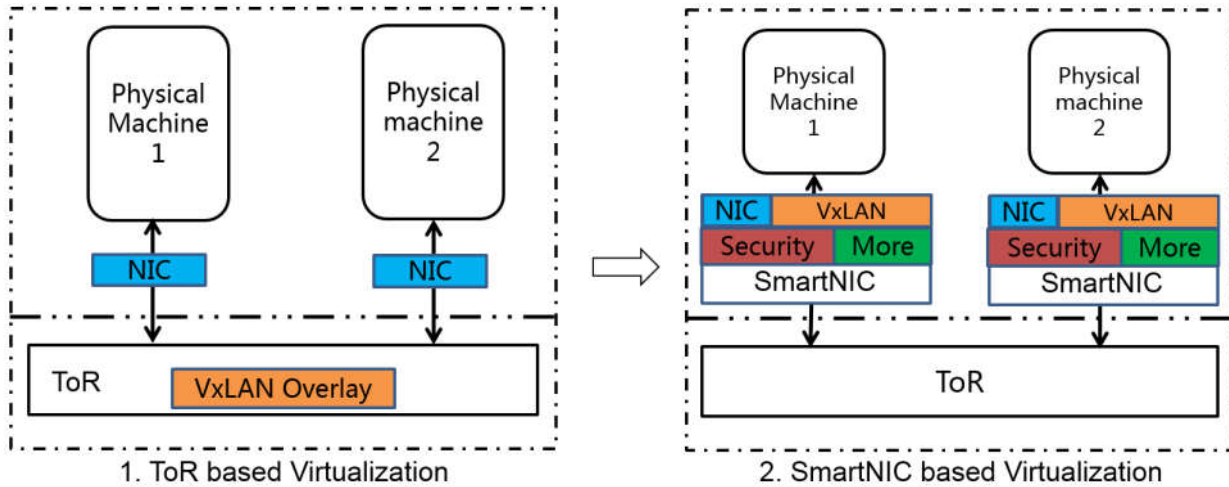 Physical
Machine
1
Physical
machine
2
NIC
NIC
ToR
VxLAN Overlay
1. ToR based Virtualization
Physical
Machine
1
Physical
machine
2
NIC
VxLAN
Security
More
SmartNIC
NIC
VxLAN
Security
More
SmartNIC
ToR
2. SmartNIC based Virtualization